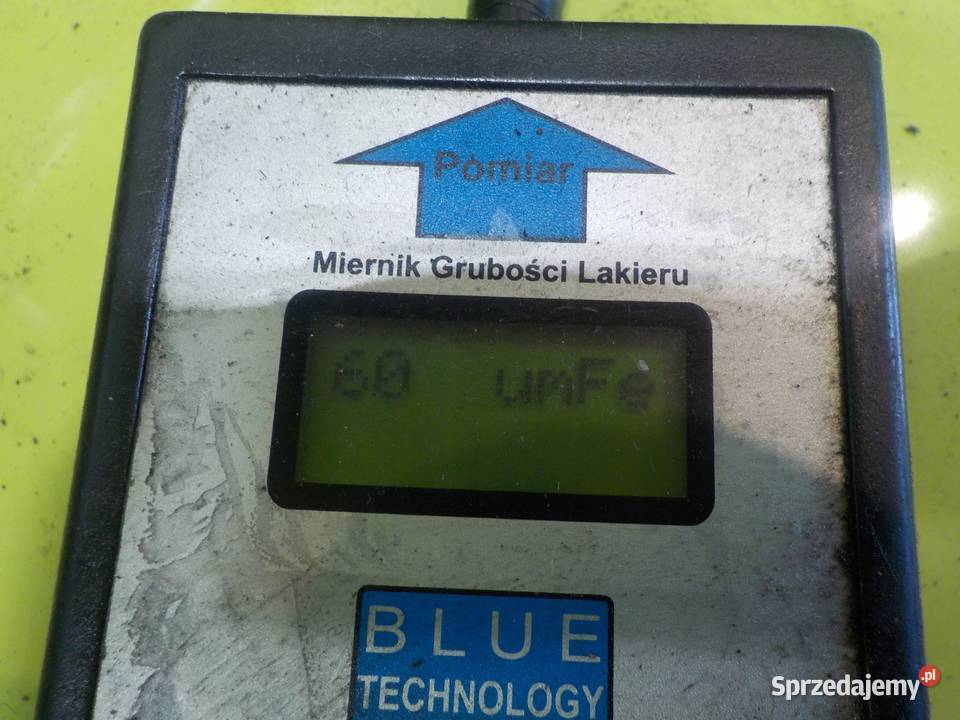 Pomiar
Miernik Grubości Lakieru
60 umFe
BLUE
TECHNOLOGY
Sprzedajemy.pl